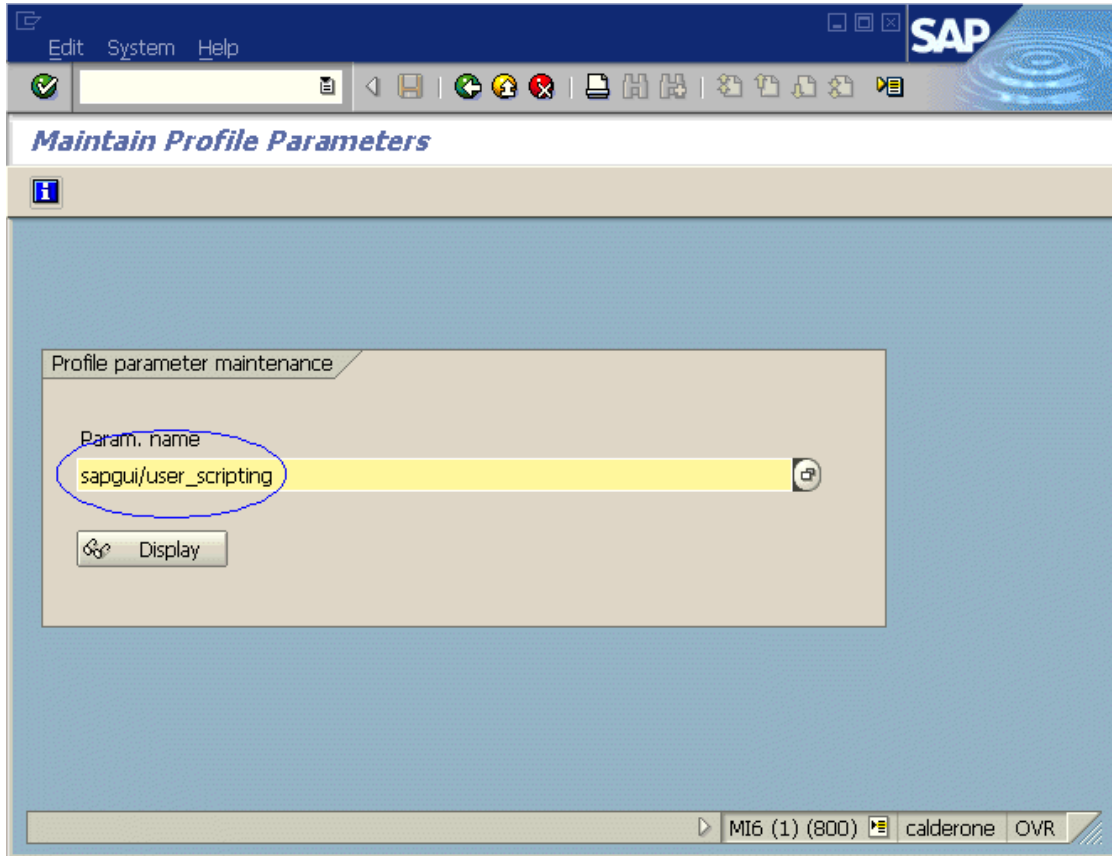 Edit System Help
SAP
Maintain Profile Parameters
Profile parameter maintenance
Param. name
sapgui/user_scripting
Display
MI6 (1) (800) calderone OVR